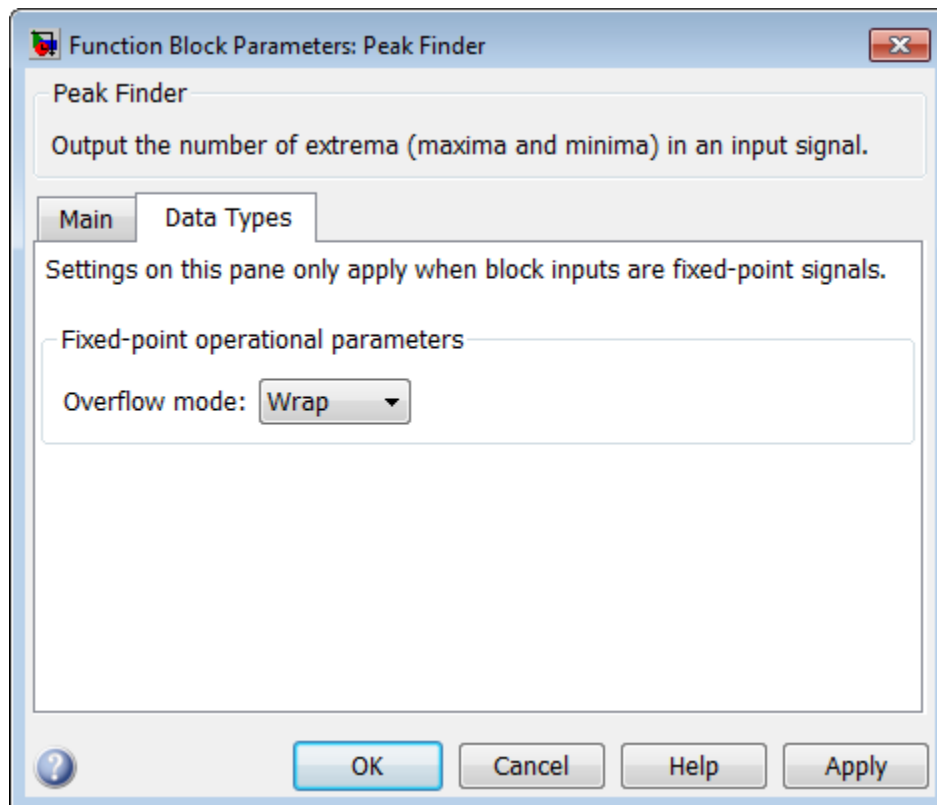 Function Block Parameters: Peak Finder
Peak Finder
Output the number of extrema (maxima and minima) in an input signal.
Main Data Types
Settings on this pane only apply when block inputs are fixed-point signals.
Fixed-point operational parameters
Overflow mode: Wrap
? OK Cancel Help Apply